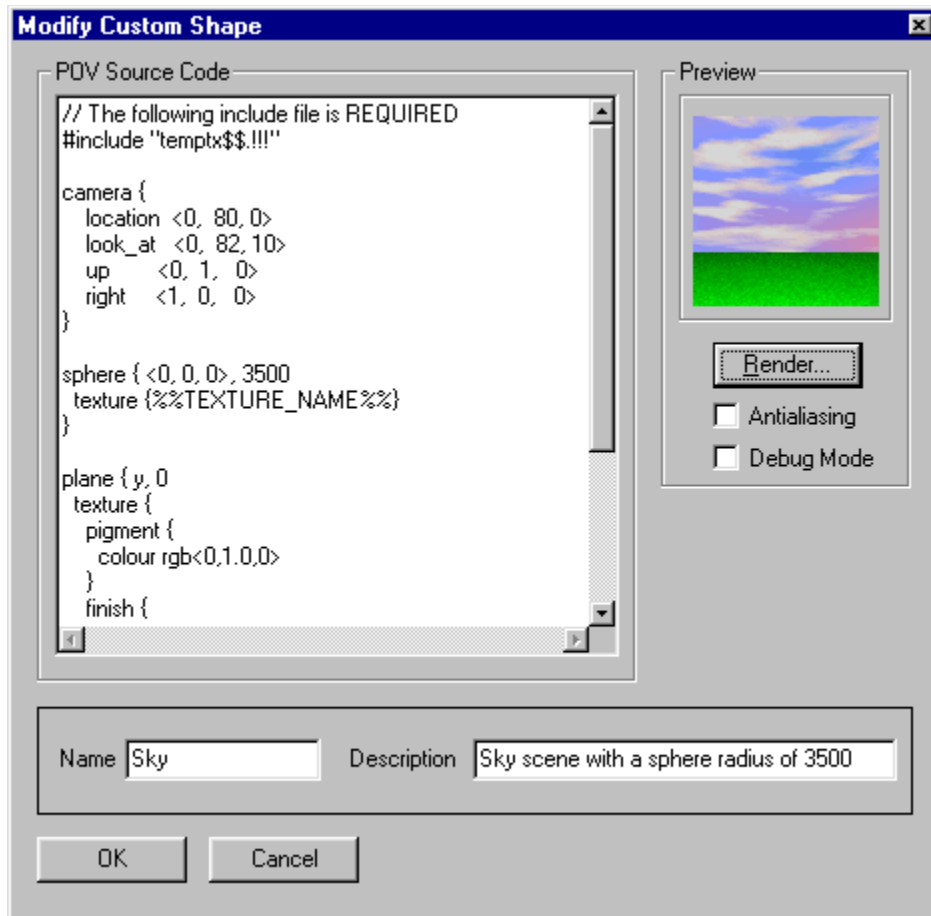 Modify Custom Shape
POV Source Code
// The following include file is REQUIRED
#include "temptx$$.!!!"
camera {
location <0, 80, 0>
look_at <0, 82, 10>
up <0, 1, 0>
right <1, 0, 0>
}
sphere { <0, 0, 0>, 3500
texture {%%TEXTURE_NAME%%}
}
plane { y, 0
texture {
pigment {
colour rgb<0,1.0,0>
}
finish {
Preview
Render...
Antialiasing
Debug Mode
Name Sky Description Sky scene with a sphere radius of 3500
OK Cancel